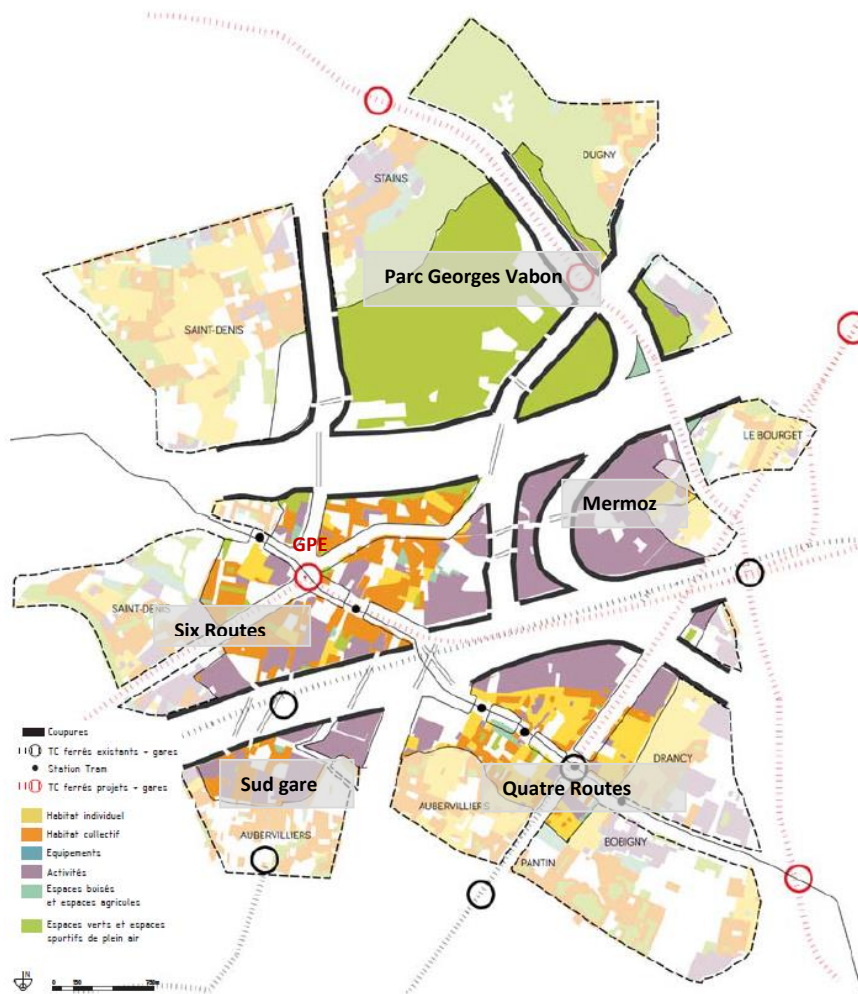 DUGNY
STAINS
Parc Georges Vabon
SAINT-DENIS
LE BOURGET
Mermoz
GPE
SAINT-DENIS
Six Routes
Coupures
TC ferrés existants - gares
Station Tram
TC ferrés projets - gares
Sud gare
Quatre Routes
DRANCY
AUBERVILLIERS
AUBERVILLIERS
BOBIGNY
PANTIN
Habitat individuel
Habitat collectif
Equipements
Activités
Espaces boisés
et espaces agricoles
Espaces verts et espaces
sportifs de plein air
N
0 150 750m